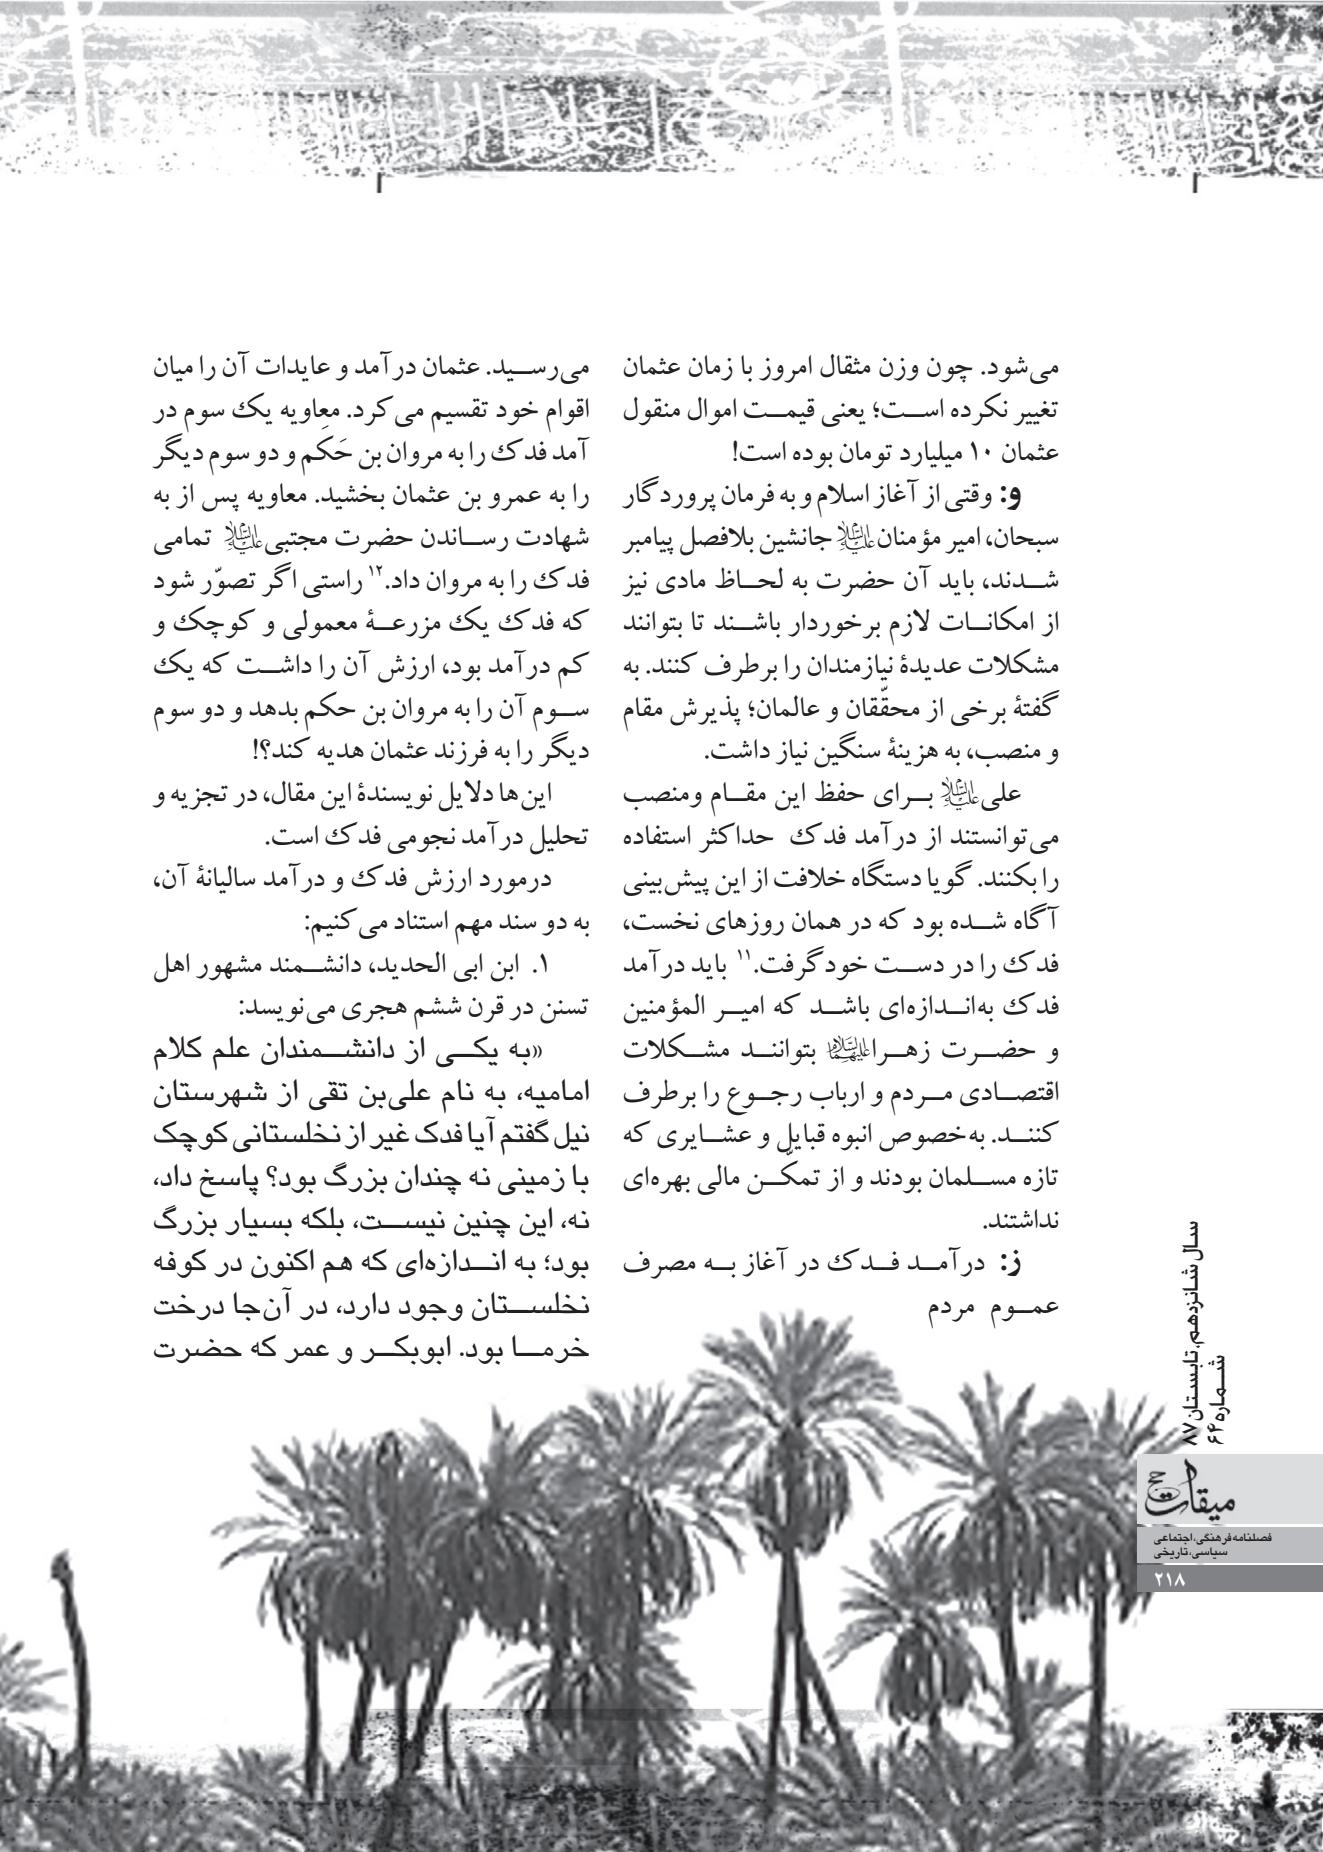 می‌شود. چون وزن مثقال امروز با زمان عثمان
تغییر نکرده است؛ یعنی قیمت اموال منقول
عثمان ۱۰ میلیارد تومان بوده است!
و: وقتی از آغاز اسلام و به فرمان پروردگار
سبحان، امیر مؤمنان علیه‌السلام جانشین بلافصل پیامبر
شدند، باید آن حضرت به لحاظ مادی نیز
از امکانات لازم برخوردار باشند تا بتوانند
مشکلات عدیدهٔ نیازمندان را برطرف کنند. به
گفتهٔ برخی از محقّقان و عالمان؛ پذیرش مقام
و منصب، به هزینهٔ سنگین نیاز داشت.
علی علیه‌السلام برای حفظ این مقام ومنصب
می‌توانستند از درآمد فدک حداکثر استفاده
را بکنند. گویا دستگاه خلافت از این پیش‌بینی
آگاه شده بود که در همان روزهای نخست،
فدک را در دست خود گرفت.۱۱ باید درآمد
فدک به‌اندازه‌ای باشد که امیر المؤمنین
و حضرت زهرا علیهماالسلام بتوانند مشکلات
اقتصادی مردم و ارباب رجوع را برطرف
کنند. به‌خصوص انبوه قبایل و عشایری که
تازه مسلمان بودند و از تمکّن مالی بهره‌ای
نداشتند.
ز: درآمد فدک در آغاز به مصرف
عموم مردم
می‌رسید. عثمان درآمد و عایدات آن را میان
اقوام خود تقسیم می‌کرد. معاویه یک سوم در
آمد فدک را به مروان بن حَکَم و دو سوم دیگر
را به عمرو بن عثمان بخشید. معاویه پس از به
شهادت رساندن حضرت مجتبی علیه‌السلام تمامی
فدک را به مروان داد.۱۲ راستی اگر تصوّر شود
که فدک یک مزرعهٔ معمولی و کوچک و
کم درآمد بود، ارزش آن را داشت که یک
سوم آن را به مروان بن حکم بدهد و دو سوم
دیگر را به فرزند عثمان هدیه کند؟!
این‌ها دلایل نویسندهٔ این مقال، در تجزیه و
تحلیل درآمد نجومی فدک است.
درمورد ارزش فدک و درآمد سالیانهٔ آن،
به دو سند مهم استناد می‌کنیم:
۱. ابن ابی الحدید، دانشمند مشهور اهل
تسنن در قرن ششم هجری می‌نویسد:
«به یکی از دانشمندان علم کلام
امامیه، به نام علی‌بن تقی از شهرستان
نیل گفتم آیا فدک غیر از نخلستانی کوچک
با زمینی نه چندان بزرگ بود؟ پاسخ داد،
نه، این چنین نیست، بلکه بسیار بزرگ
بود؛ به اندازه‌ای که هم اکنون در کوفه
نخلستان وجود دارد، در آن‌جا درخت
خرما بود. ابوبکر و عمر که حضرت
سال شانزدهم، تابستان ۸۷
شماره ۶۴
میقات حج
فصلنامه فرهنگی، اجتماعی
سیاسی، تاریخی
۲۱۸